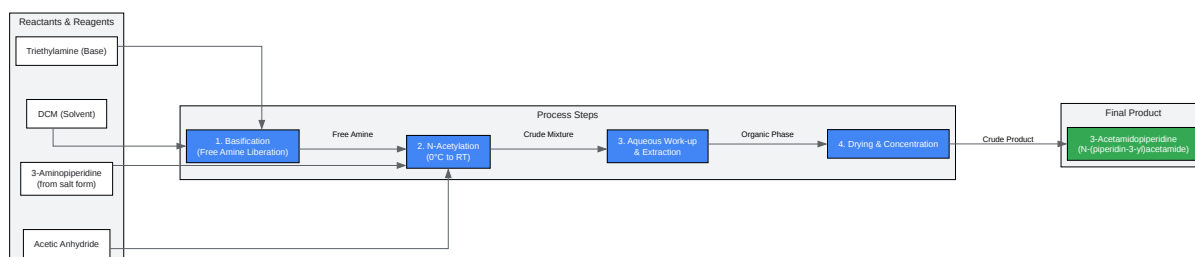 Reactants & Reagents
Triethylamine (Base)
DCM (Solvent)
3-Aminopiperidine
(from salt form)
Acetic Anhydride
Process Steps
1. Basification
(Free Amine Liberation)
Free Amine
2. N-Acetylation
(0°C to RT)
Crude Mixture
3. Aqueous Work-up
& Extraction
Organic Phase
4. Drying & Concentration
Crude Product
Final Product
3-Acetamidopiperidine
(N-(piperidin-3-yl)acetamide)